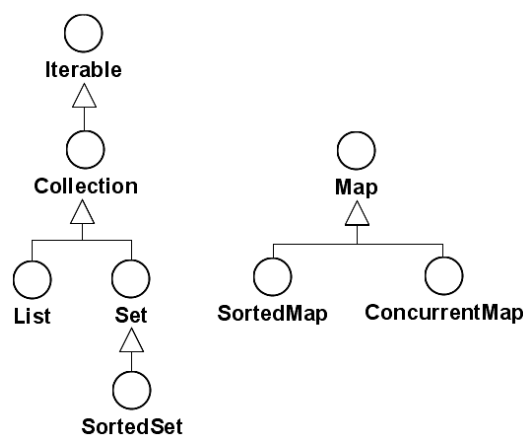 Iterable
Collection
Map
List
Set
SortedMap
ConcurrentMap
SortedSet